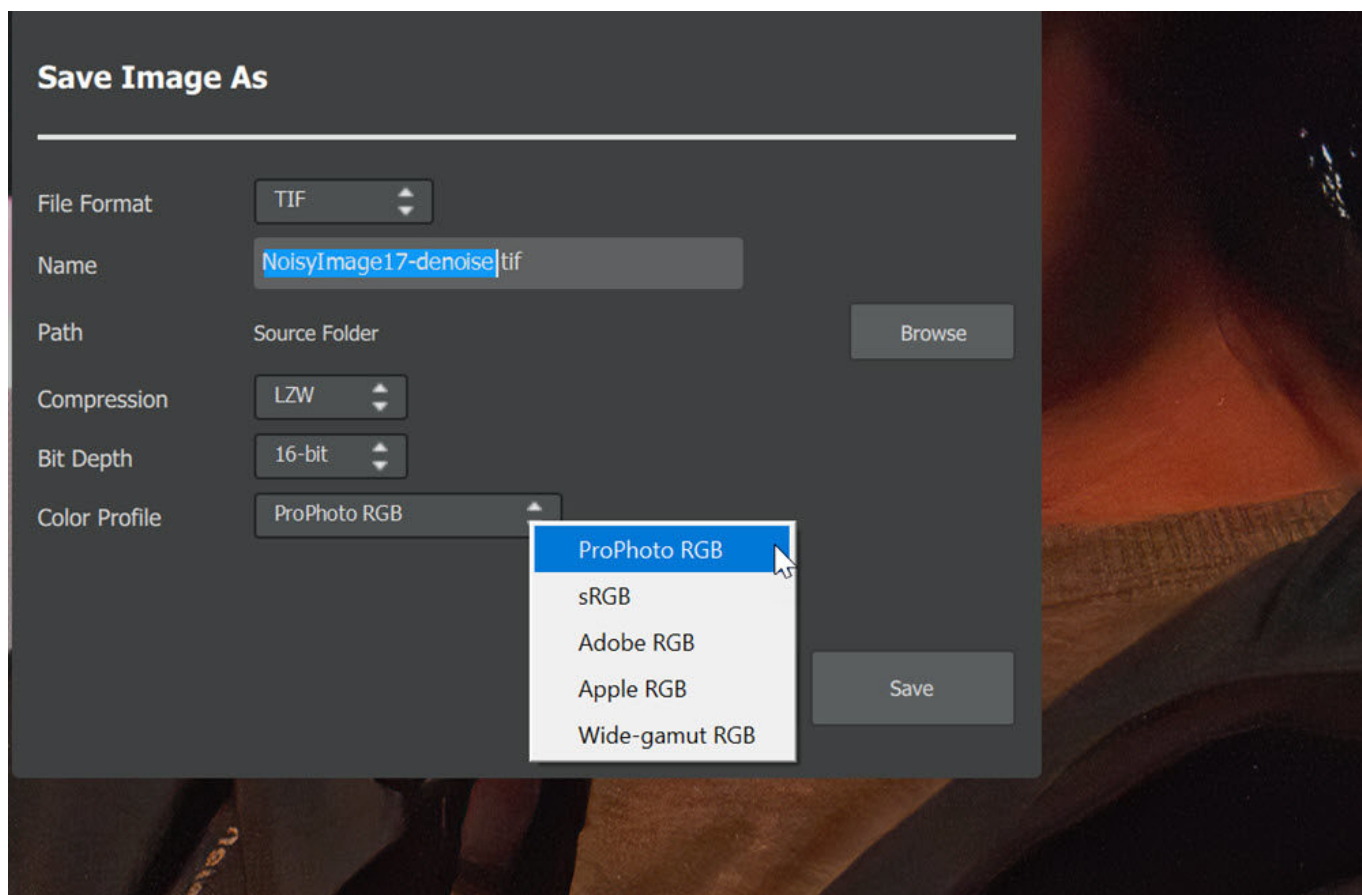 Save Image As
File Format TIF
Name NoisyImage17-denoise tif
Path Source Folder Browse
Compression LZW
Bit Depth 16-bit
Color Profile ProPhoto RGB
ProPhoto RGB
sRGB
Adobe RGB
Apple RGB
Wide-gamut RGB
Save